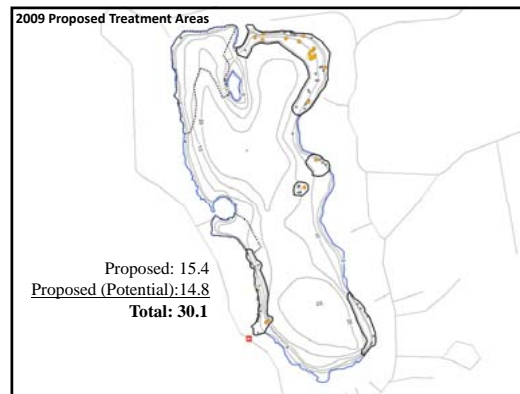 2009 Proposed Treatment Areas
Proposed: 15.4
Proposed (Potential):14.8
Total: 30.1